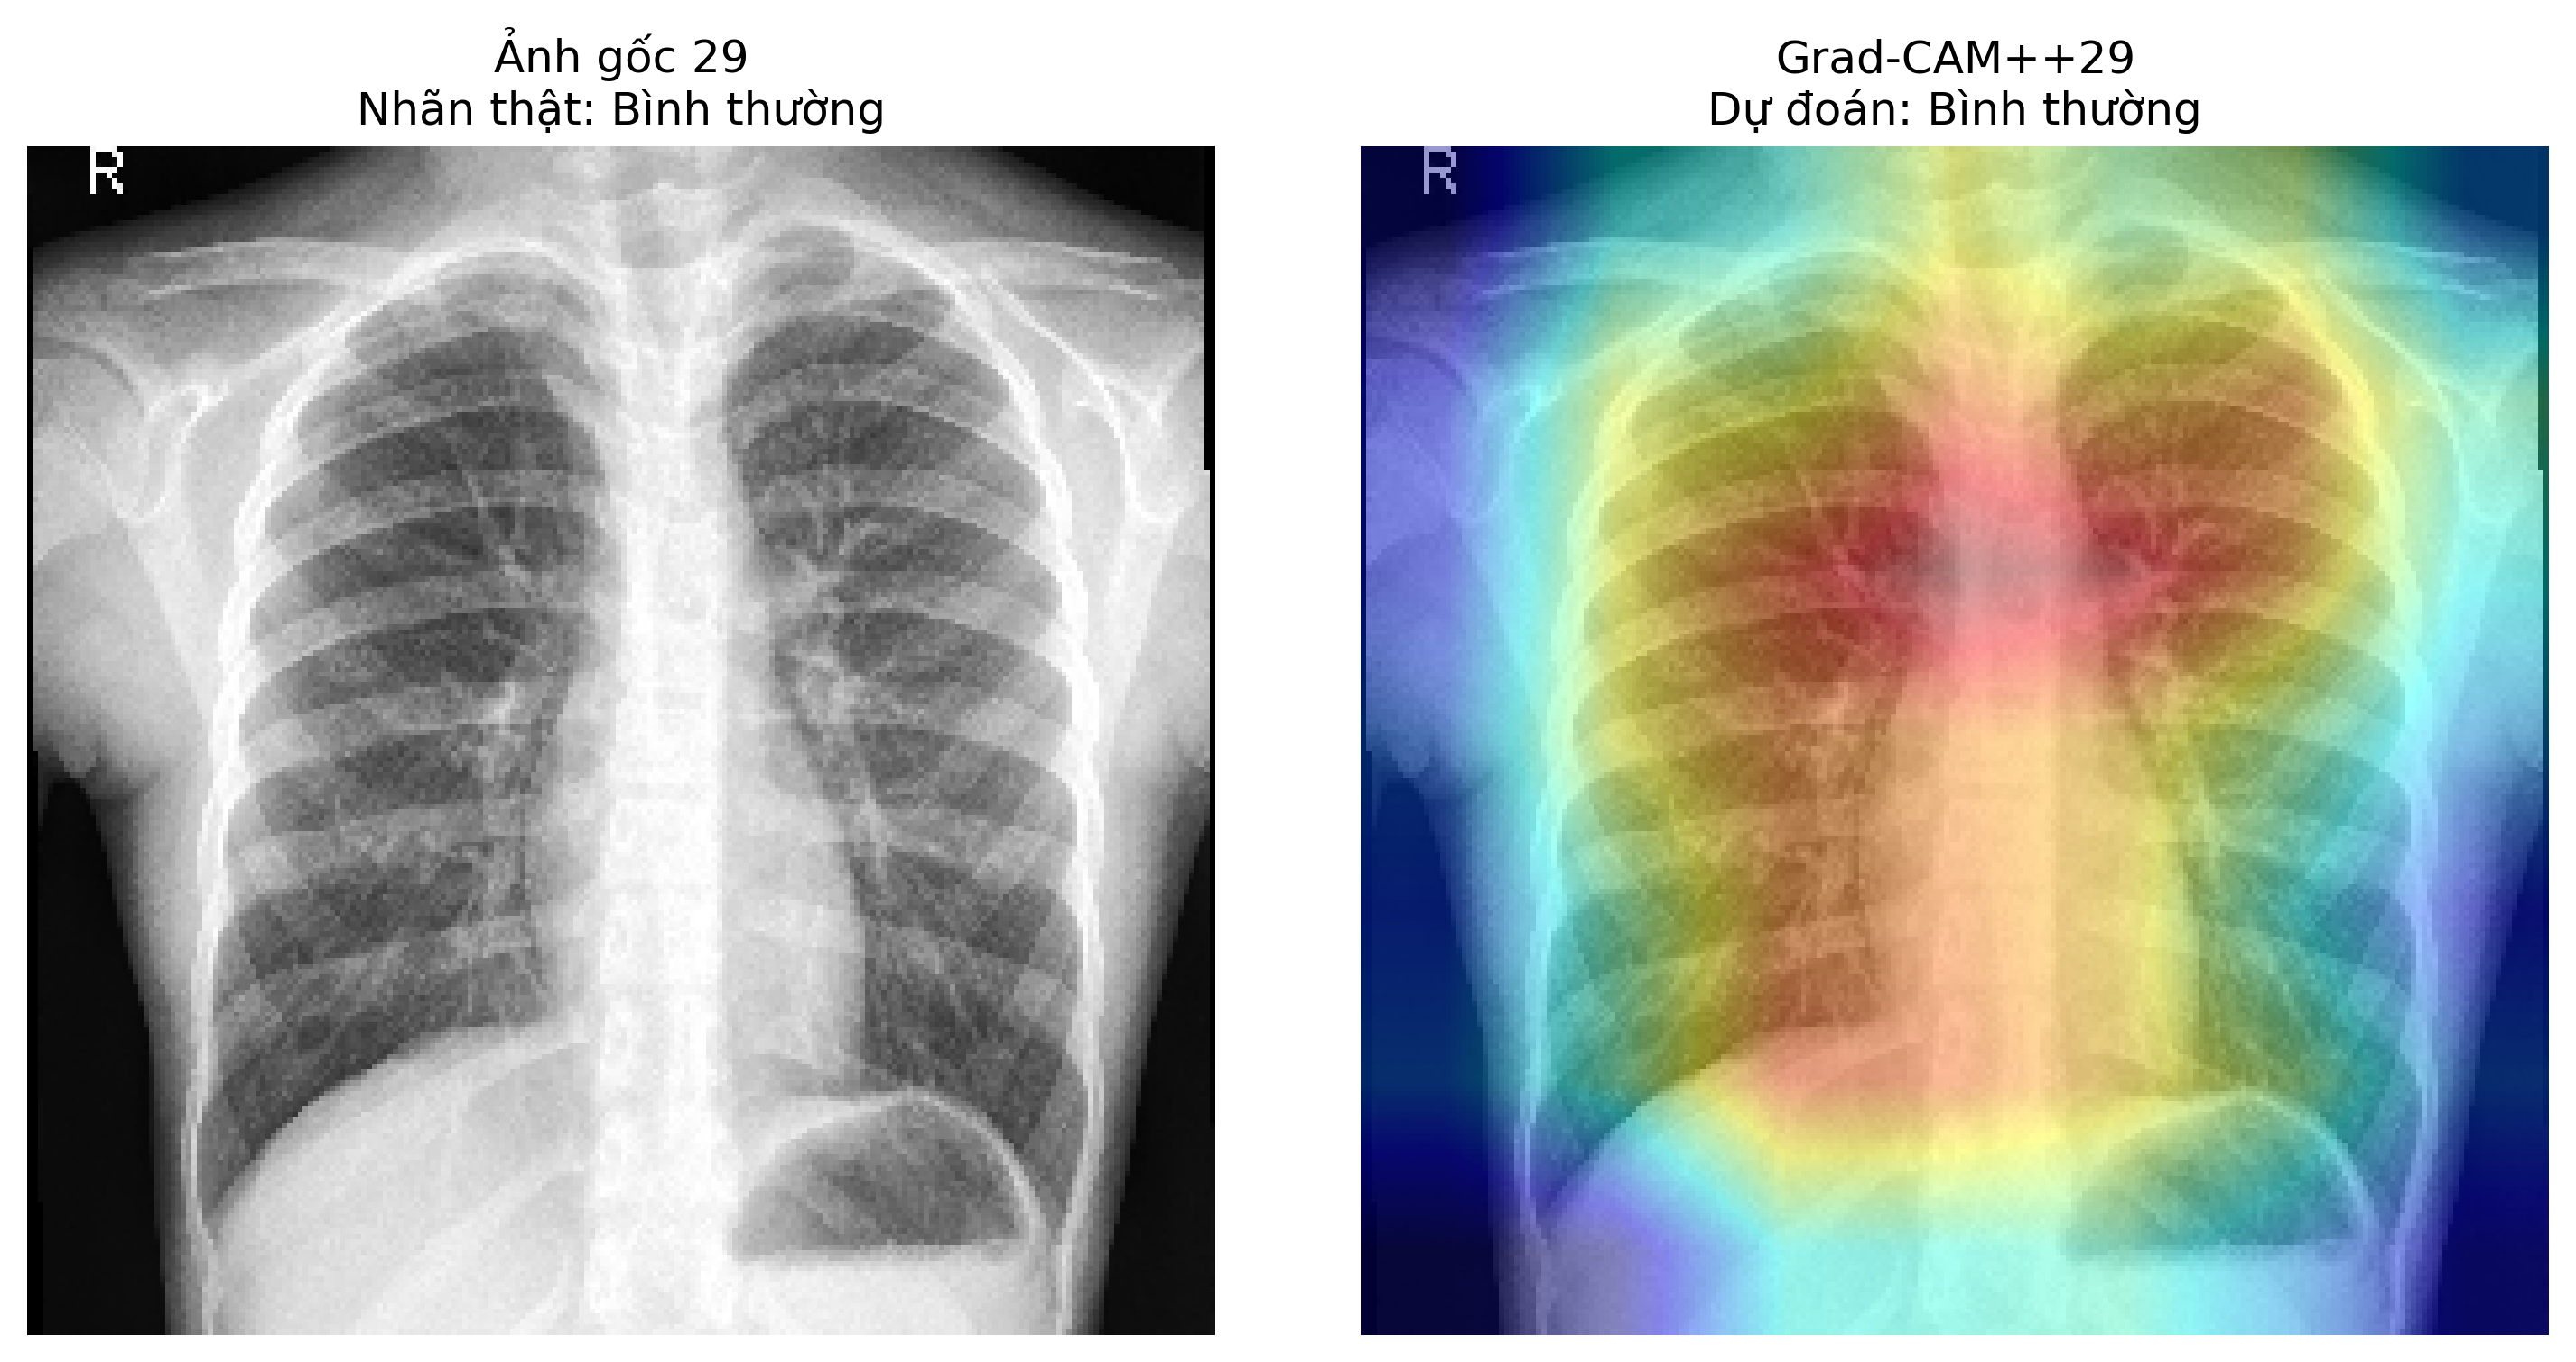 Ảnh gốc 29
Nhãn thật: Bình thường
R
Grad-CAM++29
Dự đoán: Bình thường
R